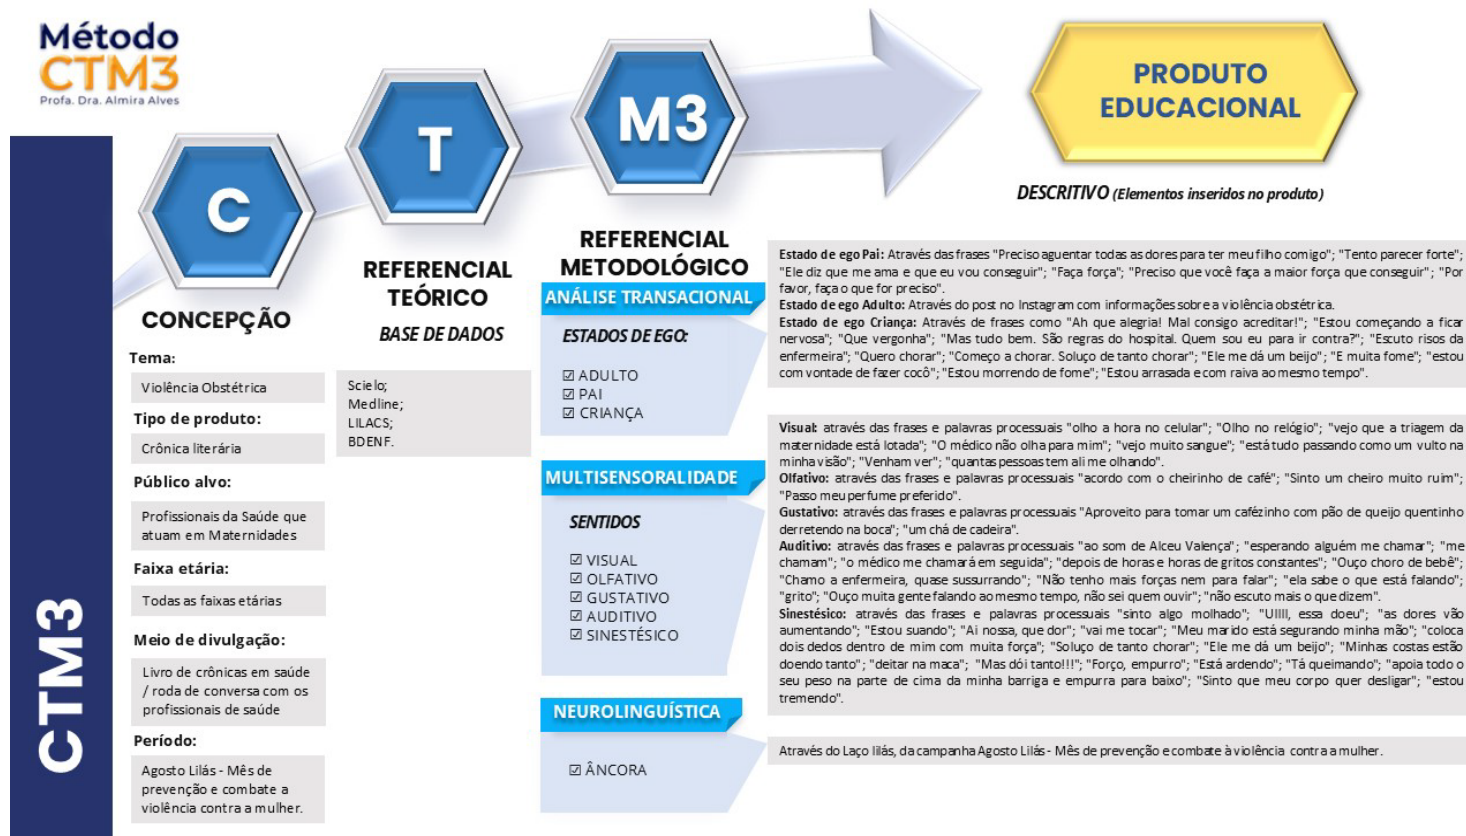 Método
CTM3
Profa. Dra. Almira Alves
CTM3
C
T
M3
PRODUTO
EDUCACIONAL
CONCEPÇÃO
Tema:
Violência Obstétrica
Tipo de produto:
Crônica literária
Público alvo:
Profissionais da Saúde que
atuam em Maternidades
Faixa etária:
Todas as faixas etárias
Meio de divulgação:
Livro de crônicas em saúde
/ roda de conversa com os
profissionais de saúde
Período:
Agosto Lilás - Mês de
prevenção e combate a
violência contra a mulher.
REFERENCIAL
TEÓRICO
BASE DE DADOS
Scielo;
Medline;
LILACS;
BDENF.
REFERENCIAL
METODOLÓGICO
ANÁLISE TRANSACIONAL
ESTADOS DE EGO:
☑ ADULTO
☑ PAI
☑ CRIANÇA
MULTISENSORALIDADE
SENTIDOS
☑ VISUAL
☑ OLFATIVO
☑ GUSTATIVO
☑ AUDITIVO
☑ SINESTÉSICO
NEUROLINGUÍSTICA
☑ ÂNCORA
DESCRITIVO (Elementos inseridos no produto)
Estado de ego Pai: Através das frases "Preciso aguentar todas as dores para ter meu filho comigo"; "Tento parecer forte";
"Ele diz que me ama e que eu vou conseguir"; "Faça força"; "Preciso que você faça a maior força que conseguir"; "Por
favor, faça o que for preciso".
Estado de ego Adulto: Através do post no Instagram com informações sobre a violência obstétrica.
Estado de ego Criança: Através de frases como "Ah que alegria! Mal consigo acreditar!"; "Estou começando a ficar
nervosa"; "Que vergonha"; "Mas tudo bem. São regras do hospital. Quem sou eu para ir contra?"; "Escuto risos da
enfermeira"; "Quero chorar"; "Começo a chorar. Soluço de tanto chorar"; "Ele me dá um beijo"; "E muita fome"; "estou
com vontade de fazer cocô"; "Estou morrendo de fome"; "Estou arrasada e com raiva ao mesmo tempo".
Visual: através das frases e palavras processuais "olho a hora no celular"; "Olho no relógio"; "vejo que a triagem da
maternidade está lotada"; "O médico não olha para mim"; "vejo muito sangue"; "está tudo passando como um vulto na
minha visão"; "Venham ver"; "quantas pessoas tem ali me olhando".
Olfativo: através das frases e palavras processuais "acordo com o cheirinho de café"; "Sinto um cheiro muito ruim";
"Passo meu perfume preferido".
Gustativo: através das frases e palavras processuais "Aproveito para tomar um cafézinho com pão de queijo quentinho
derretendo na boca"; "um chá de cadeira".
Auditivo: através das frases e palavras processuais "ao som de Alceu Valença"; "esperando alguém me chamar"; "me
chamam"; "o médico me chamará em seguida"; "depois de horas e horas de gritos constantes"; "Ouço choro de bebê";
"Chamo a enfermeira, quase sussurrando"; "Não tenho mais forças nem para falar"; "ela sabe o que está falando";
"grito"; "Ouço muita gente falando ao mesmo tempo, não sei quem ouvir"; "não escuto mais o que dizem".
Sinestésico: através das frases e palavras processuais "sinto algo molhado"; "UIIII, essa doeu"; "as dores vão
aumentando"; "Estou suando"; "Ai nossa, que dor"; "vai me tocar"; "Meu marido está segurando minha mão"; "coloca
dois dedos dentro de mim com muita força"; "Soluço de tanto chorar"; "Ele me dá um beijo"; "Minhas costas estão
doendo tanto"; "deitar na maca"; "Mas dói tanto!!!"; "Forço, empurro"; "Está ardendo"; "Tá queimando"; "apoia todo o
seu peso na parte de cima da minha barriga e empurra para baixo"; "Sinto que meu corpo quer desligar"; "estou
tremendo".
Através do Laço lilás, da campanha Agosto Lilás - Mês de prevenção e combate à violência contra a mulher.